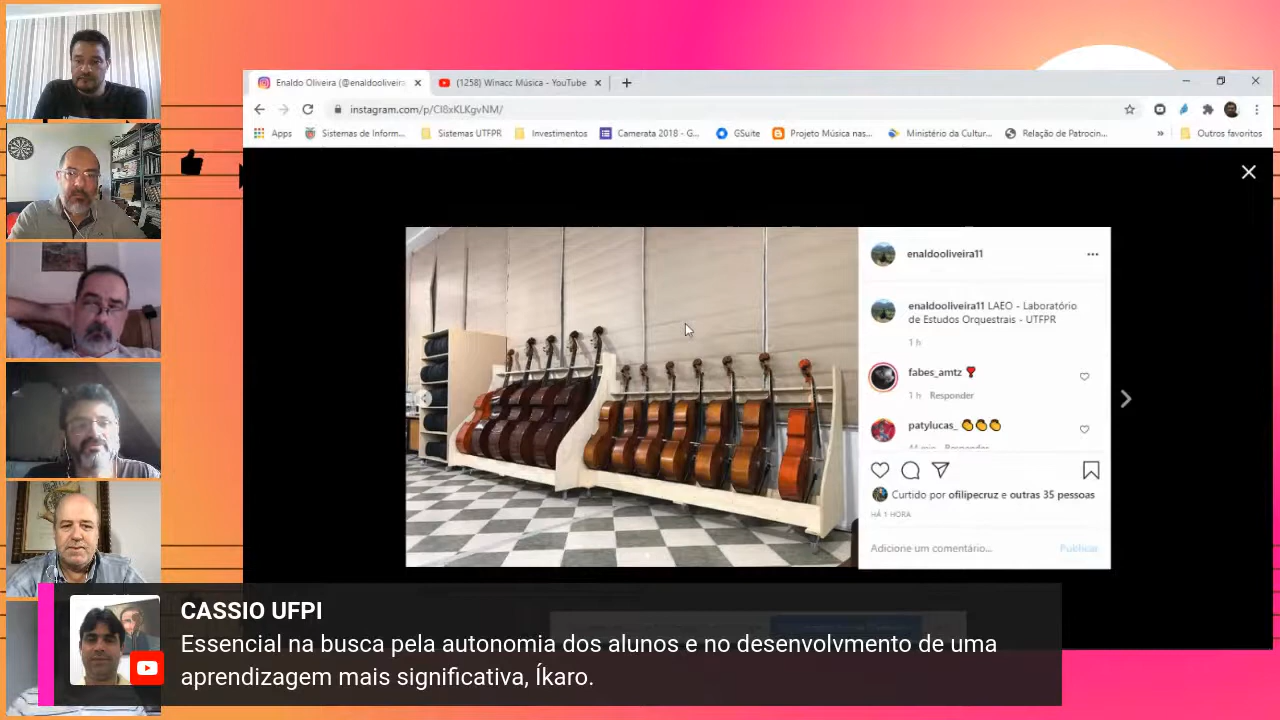 Enaldo Oliveira (@enaldooliveira
(1258) Winacc Música - YouTube
instagram.com/p/CI8xKLKgvNM/
Apps
Sistemas de Inform...
Sistemas UTFPR
Investimentos
Camerata 2018 - G...
GSuite
Projeto Música nas...
Ministério da Cultur...
Relação de Patrocin...
»
Outros favoritos
enaldooliveira11
enaldooliveira11 LAEO - Laboratório
de Estudos Orquestrais - UTFPR
1 h
fabes_amtz
1 h Responder
patylucas_
44 min Responder
Curtido por ofilipecruz e outras 35 pessoas
HÁ 1 HORA
Adicione um comentário...
Publicar
CASSIO UFPI
Essencial na busca pela autonomia dos alunos e no desenvolvmento de uma
aprendizagem mais significativa, Íkaro.